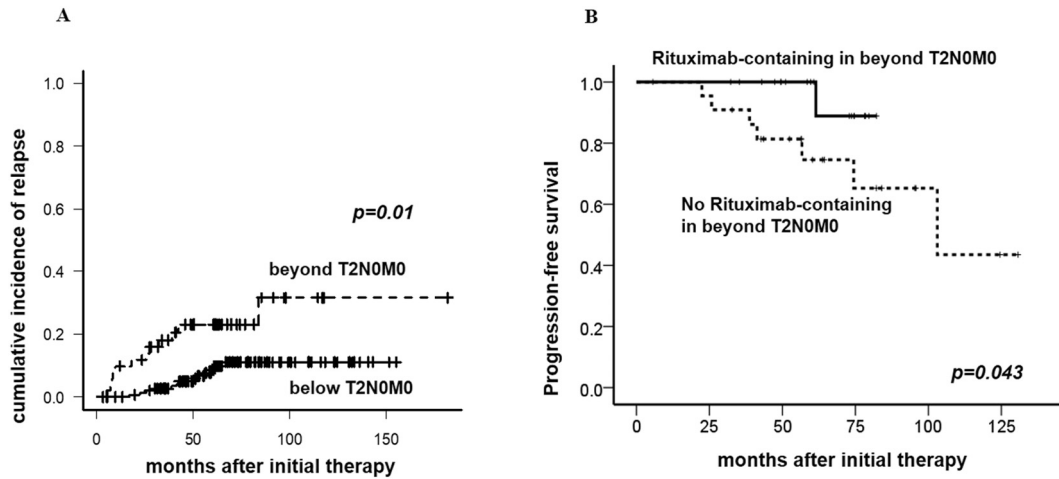 A
cumulative incidence of relapse
1.0
0.8
0.6
0.4
0.2
0.0
p=0.01
beyond T2N0M0
below T2N0M0
0 50 100 150
months after initial therapy
B
Progression-free survival
Rituximab-containing in beyond T2N0M0
1.0
0.8
0.6
0.4
0.2
0.0
No Rituximab-containing
in beyond T2N0M0
p=0.043
0 25 50 75 100 125
months after initial therapy